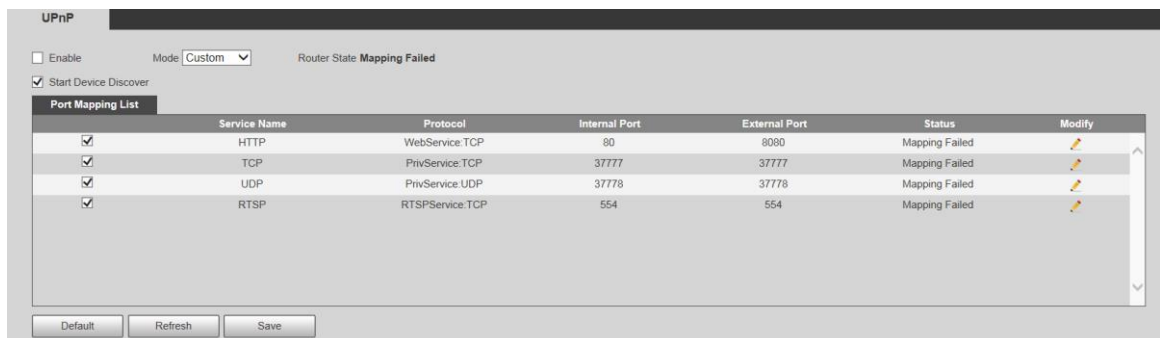 UPnP
Enable Mode Custom Router State Mapping Failed
Start Device Discover
Port Mapping List
Service Name Protocol Internal Port External Port Status Modify
HTTP WebService:TCP 80 8080 Mapping Failed
TCP PrivService:TCP 37777 37777 Mapping Failed
UDP PrivService:UDP 37778 37778 Mapping Failed
RTSP RTSPService:TCP 554 554 Mapping Failed
Default Refresh Save